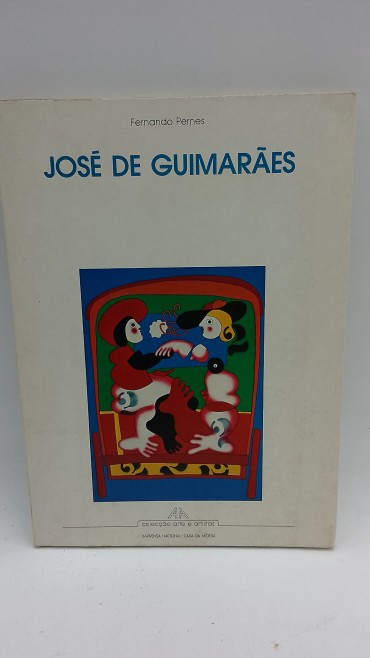 Fernando Pernes
JOSÉ DE GUIMARÃES
colecção arte e artistas
IMPRENSA NACIONAL · CASA DA MOEDA